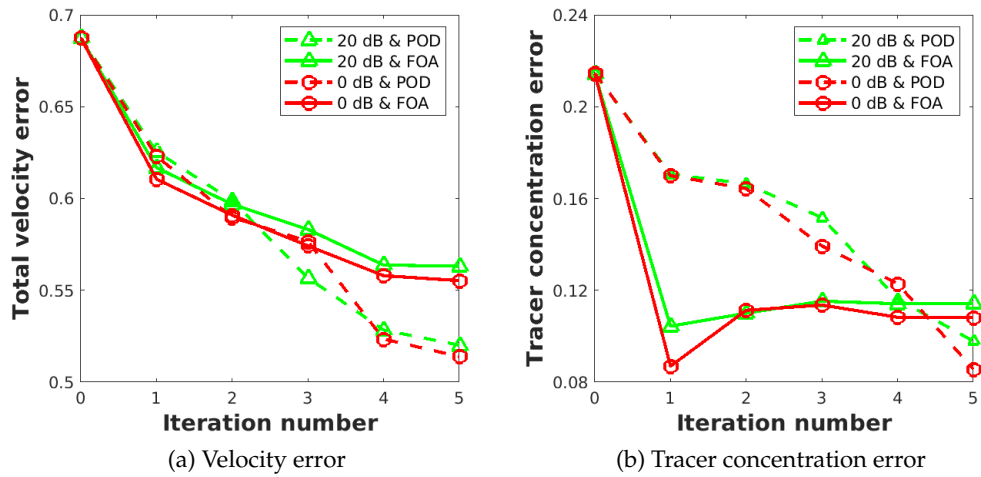 0.7
0.65
0.6
0.55
0.5
Total velocity error
20 dB & POD
20 dB & FOA
0 dB & POD
0 dB & FOA
0 1 2 3 4 5
Iteration number
(a) Velocity error
0.24
0.2
0.16
0.12
0.08
Tracer concentration error
20 dB & POD
20 dB & FOA
0 dB & POD
0 dB & FOA
0 1 2 3 4 5
Iteration number
(b) Tracer concentration error